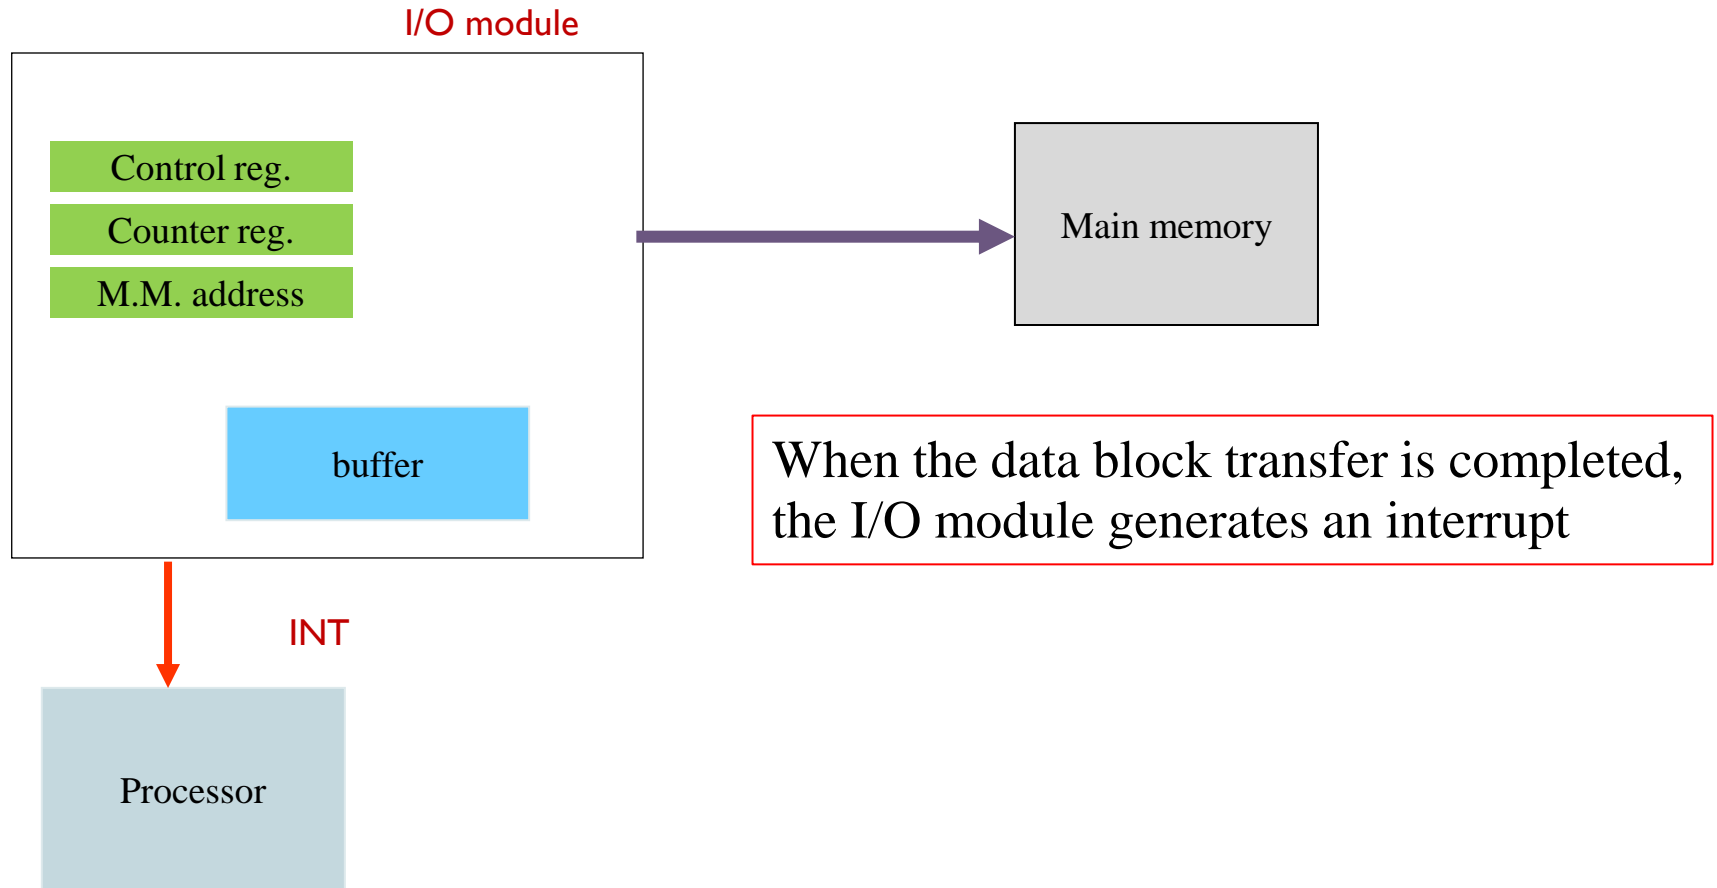 I/O module
Control reg.
Counter reg.
M.M. address
Main memory
buffer
When the data block transfer is completed,
the I/O module generates an interrupt
INT
Processor